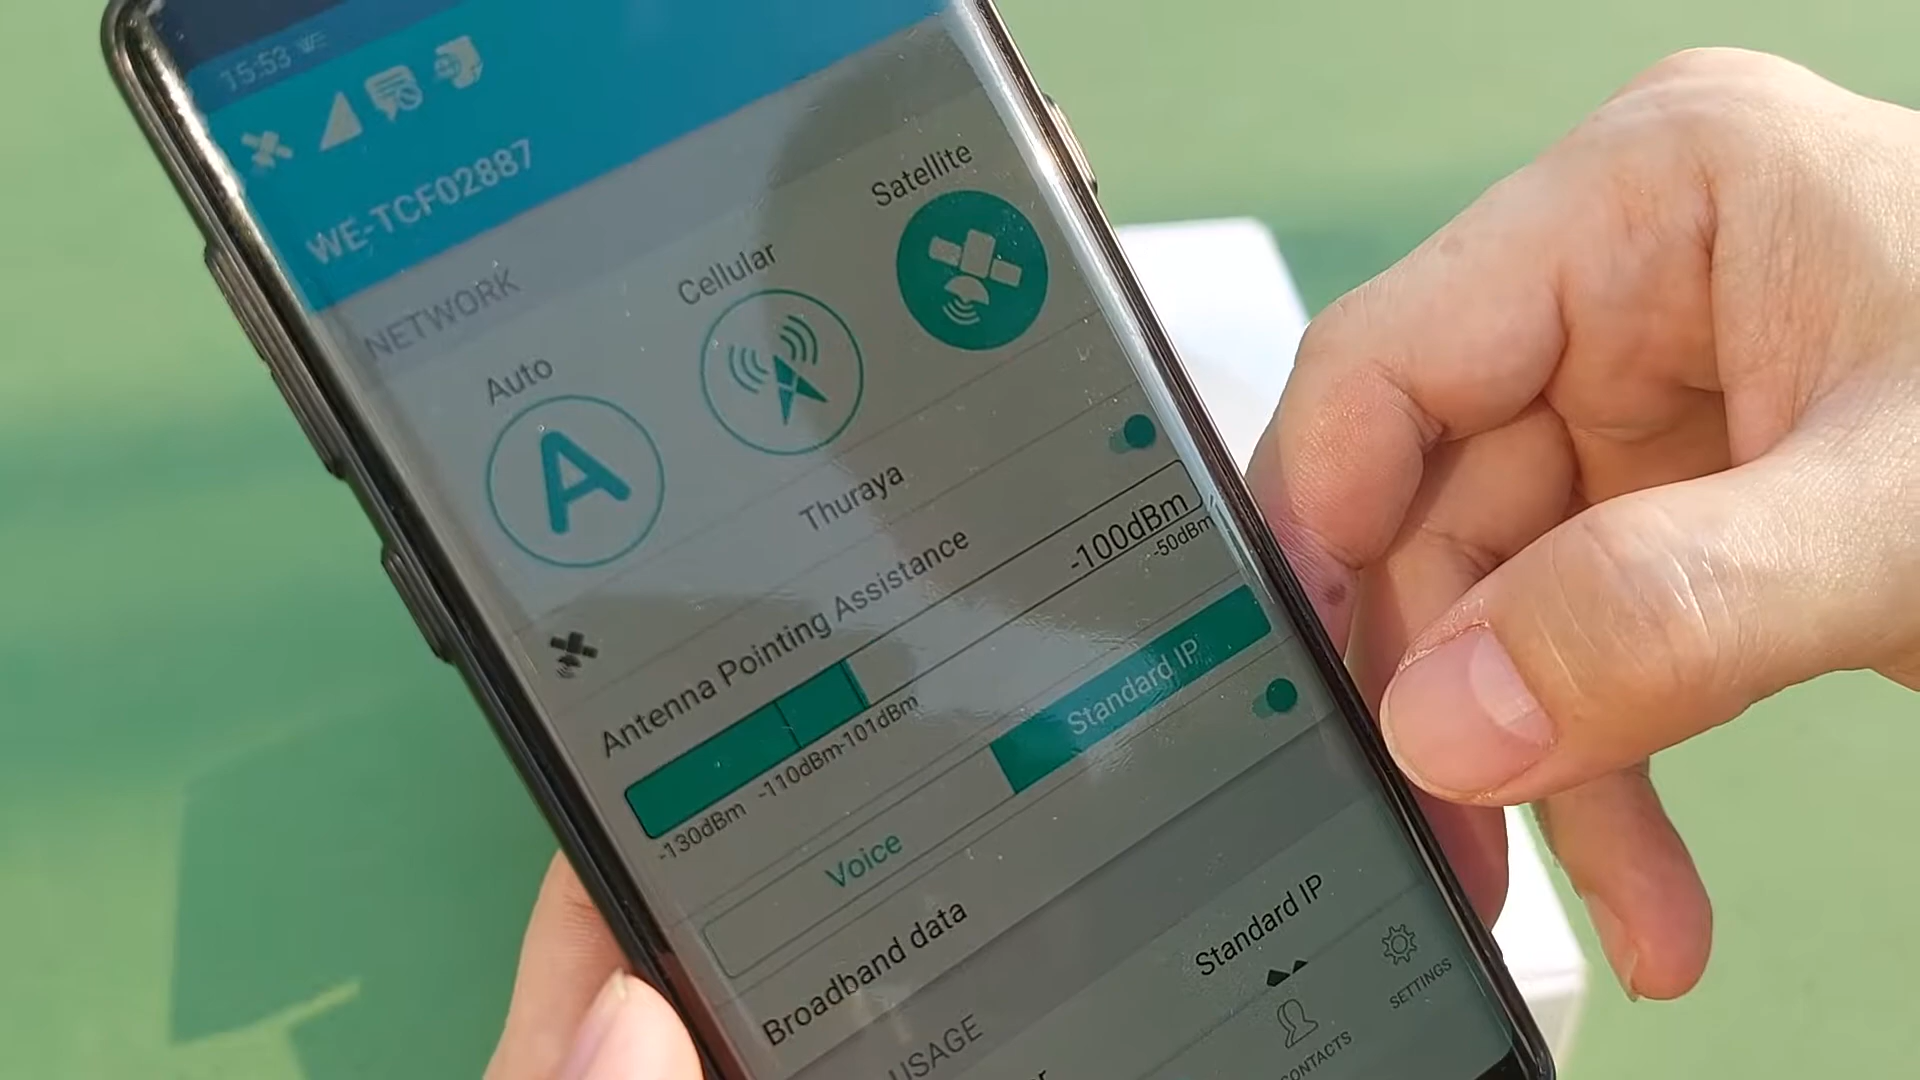 15:53 WE
WE-TCF02887
NETWORK
Auto
Cellular
Satellite
A
Thuraya
Antenna Pointing Assistance
-100dBm
-130dBm -110dBm-101dBm -50dBm
Voice
Standard IP
Broadband data
USAGE
Standard IP
CONTACTS
SETTINGS